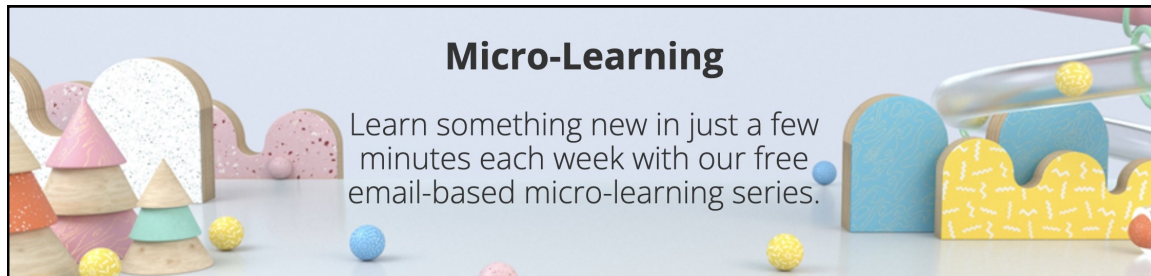 Micro-Learning
Learn something new in just a few
minutes each week with our free
email-based micro-learning series.